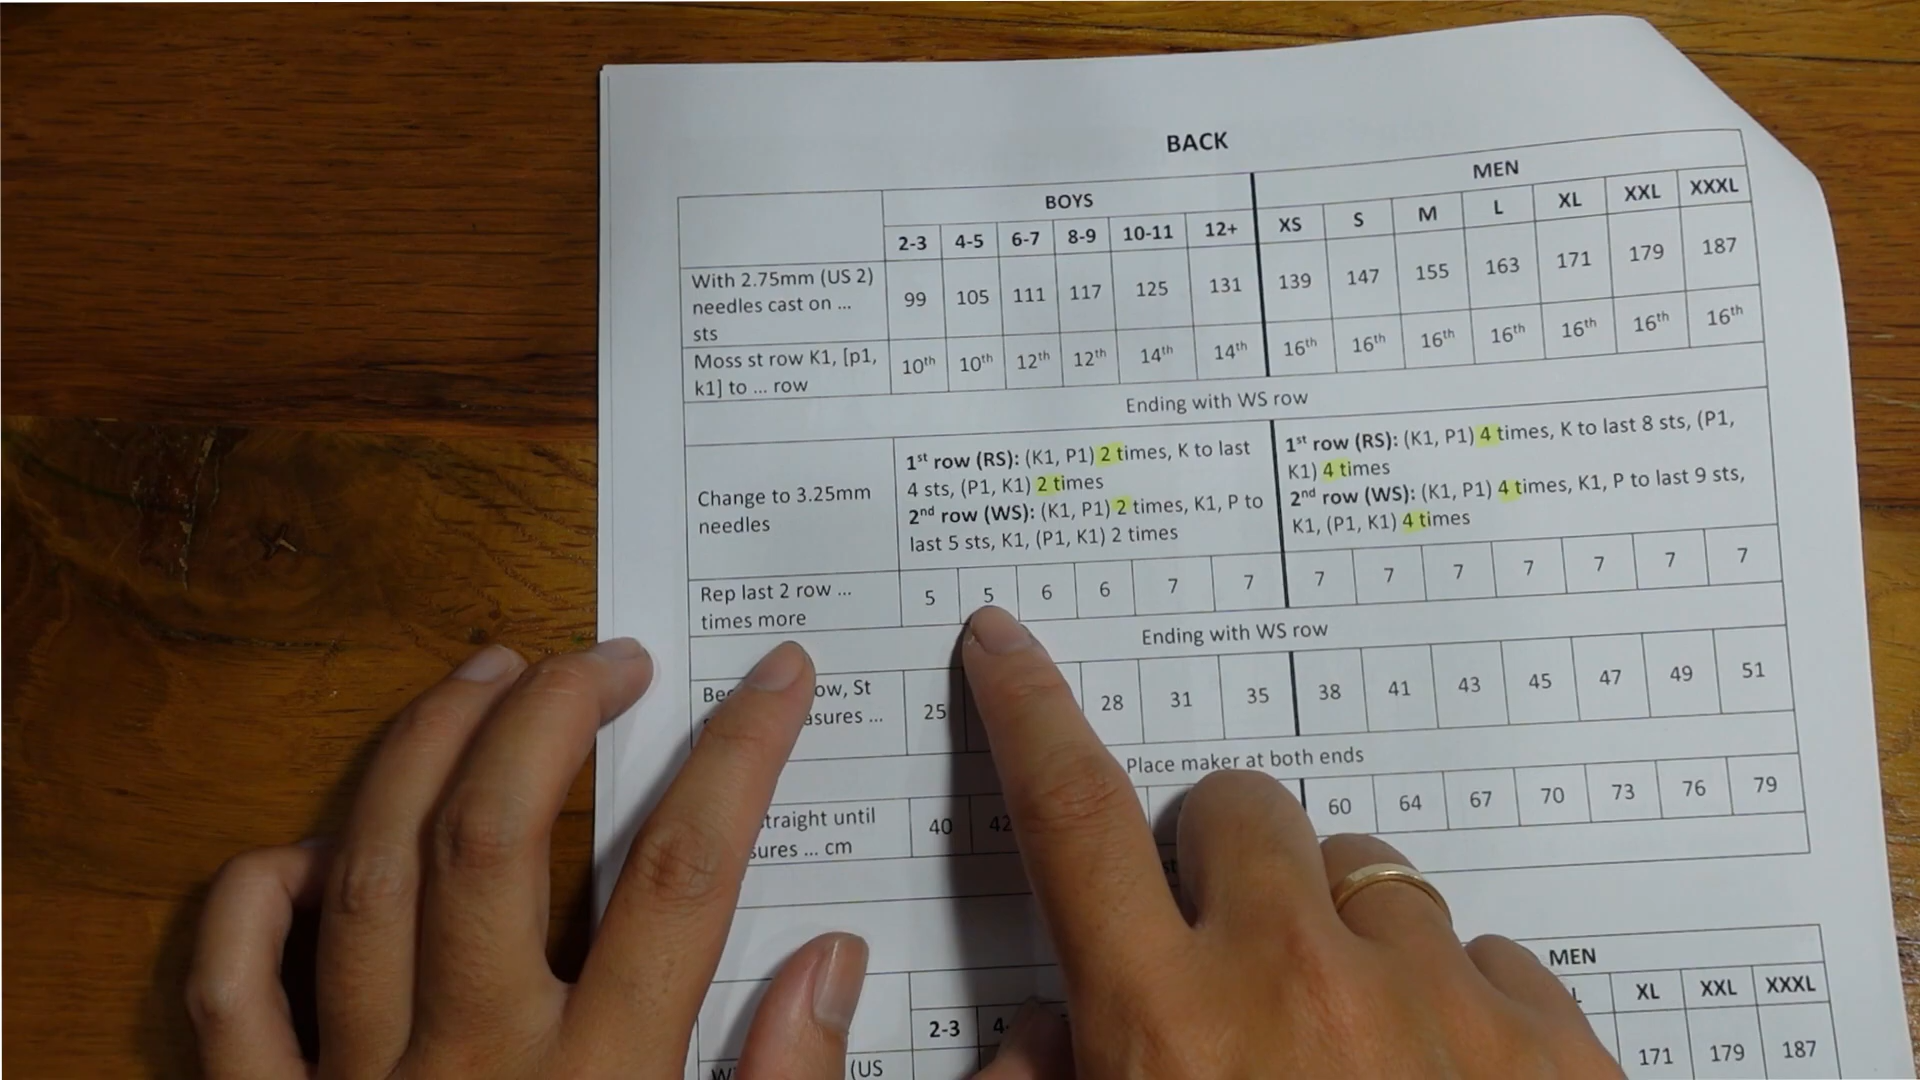 BACK
BOYS MEN
2-3 4-5 6-7 8-9 10-11 12+ XS S M L XL XXL XXXL
With 2.75mm (US 2)
needles cast on ...
sts
99 105 111 117 125 131 139 147 155 163 171 179 187
Moss st row K1, [p1,
k1] to ... row
10th 10th 12th 12th 14th 14th 16th 16th 16th 16th 16th 16th 16th
Ending with WS row
Change to 3.25mm
needles
1st row (RS): (K1, P1) 2 times, K to last
4 sts, (P1, K1) 2 times
2nd row (WS): (K1, P1) 2 times, K1, P to
last 5 sts, K1, (P1, K1) 2 times
1st row (RS): (K1, P1) 4 times, K to last 8 sts, (P1,
K1) 4 times
2nd row (WS): (K1, P1) 4 times, K1, P to last 9 sts,
K1, (P1, K1) 4 times
Rep last 2 row ...
times more
5 5 6 6 7 7 7 7 7 7 7 7 7
Ending with WS row
St
...
25 28 31 35 38 41 43 45 47 49 51
Place maker at both ends
until
... cm
40 42 60 64 67 70 73 76 79
MEN
2-3 XL XXL XXXL
(US
171 179 187